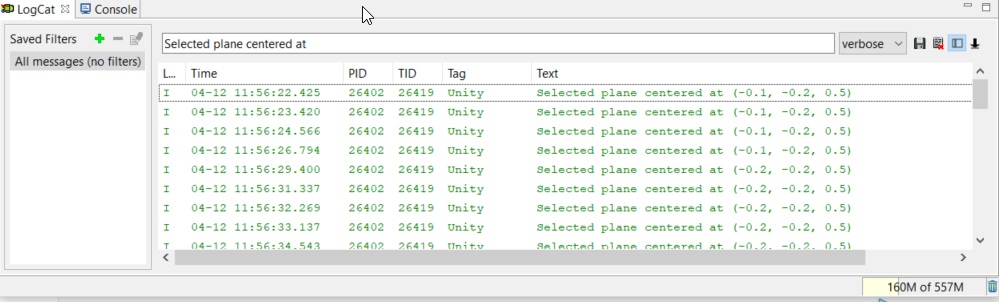 LogCat Console
Saved Filters
All messages (no filters)
Selected plane centered at verbose
L... Time PID TID Tag Text
I 04-12 11:56:22.425 26402 26419 Unity Selected plane centered at (-0.1, -0.2, 0.5)
I 04-12 11:56:23.420 26402 26419 Unity Selected plane centered at (-0.1, -0.2, 0.5)
I 04-12 11:56:24.566 26402 26419 Unity Selected plane centered at (-0.1, -0.2, 0.5)
I 04-12 11:56:26.794 26402 26419 Unity Selected plane centered at (-0.1, -0.2, 0.5)
I 04-12 11:56:29.400 26402 26419 Unity Selected plane centered at (-0.2, -0.2, 0.5)
I 04-12 11:56:31.337 26402 26419 Unity Selected plane centered at (-0.2, -0.2, 0.5)
I 04-12 11:56:32.269 26402 26419 Unity Selected plane centered at (-0.2, -0.2, 0.5)
I 04-12 11:56:33.137 26402 26419 Unity Selected plane centered at (-0.2, -0.2, 0.5)
I 04-12 11:56:34.543 26402 26419 Unity Selected plane centered at (-0.2, -0.2, 0.5)
160M of 557M